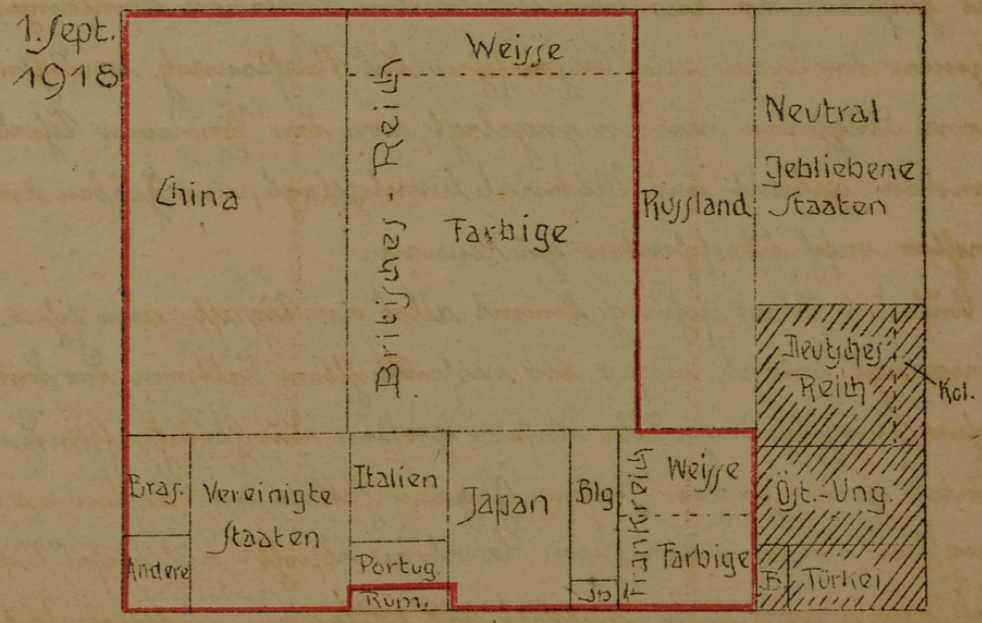 1. Sept.
1918
China
Britisches-Reich
Weisse
Farbige
Russland
Neutral
gebliebene
Staaten
Deutsches
Reich
Kol.
Bras.
Andere
Vereinigte
Staaten
Italien
Portug.
Rum.
Japan
Blg
Frankreich
Weisse
Farbige
Öst.-Ung.
B.
Türkei